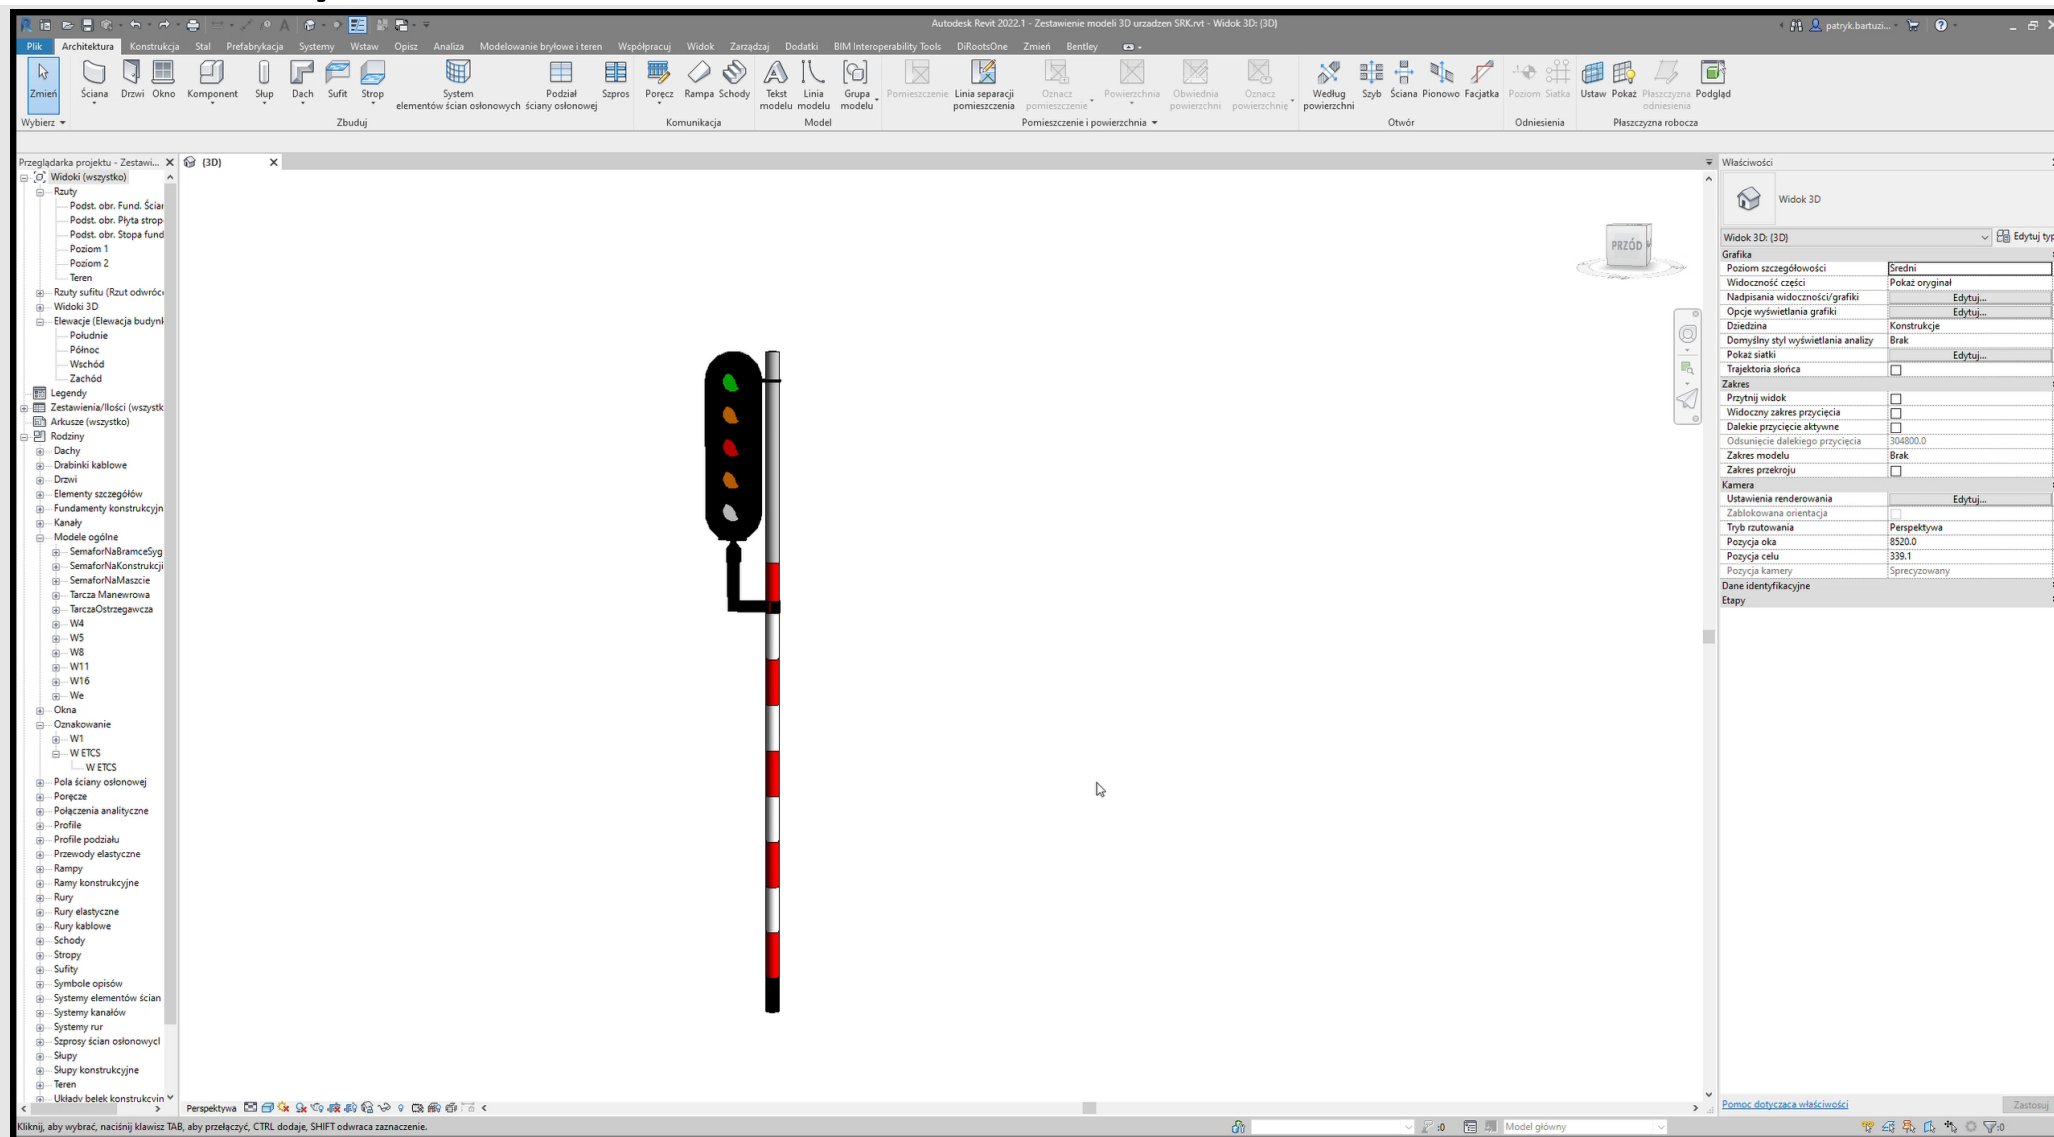 Autodesk Revit 2022.1 - Zestawienie modeli 3D urzadzen SRK.rvt - Widok 3D: {3D}
patryk.bartuzi...
Plik Architektura Konstrukcja Stal Prefabrykacja Systemy Wstaw Opisz Analiza Modelowanie bryłowe i teren Współpracuj Widok Zarządzaj Dodatki BIM Interoperability Tools DiRootsOne Zmień Bentley
Zmień Ściana Drzwi Okno Komponent Słup Dach Sufit Strop System Podział Szpros Poręcz Rampa Schody Tekst Linia Grupa Pomieszczenie Linia separacji Oznacz Powierzchnia Obwiednia Oznacz Według Szyb Ściana Pionowo Facjatka Poziom Siatka Ustaw Pokaż Płaszczyzna Podgląd
elementów ścian osłonowych ściany osłonowej modelu modelu modelu pomieszczenia pomieszczenie powierzchni powierzchnię powierzchni odniesienia
Wybierz Zbuduj Komunikacja Model Pomieszczenie i powierzchnia Otwór Odniesienia Płaszczyzna robocza
Przeglądarka projektu - Zestawi...
Widoki (wszystko)
Rzuty
Podst. obr. Fund. Ścian
Podst. obr. Płyta strop
Podst. obr. Stopa fund
Poziom 1
Poziom 2
Teren
Rzuty sufitu (Rzut odwróc
Widoki 3D
Elewacje (Elewacja budynk
Południe
Północ
Wschód
Zachód
Legendy
Zestawienia/Ilości (wszystk
Arkusze (wszystko)
Rodziny
Dachy
Drabinki kablowe
Drzwi
Elementy szczegółów
Fundamenty konstrukcyjn
Kanały
Modele ogólne
SemaforNaBramceSyg
SemaforNaKonstrukcji
SemaforNaMaszcie
Tarcza Manewrowa
TarczaOstrzegawcza
W4
W5
W8
W11
W16
We
Okna
Oznakowanie
W1
W ETCS
W ETCS
Pola ściany osłonowej
Poręcze
Połączenia analityczne
Profile
Profile podziału
Przewody elastyczne
Rampy
Ramy konstrukcyjne
Rury
Rury elastyczne
Rury kablowe
Schody
Stropy
Sufity
Symbole opisów
Systemy elementów ścian
Systemy kanałów
Systemy rur
Szprosy ścian osłonowycl
Słupy
Słupy konstrukcyjne
Teren
Układy belek konstrukcyjn
{3D}
PRZÓD
Perspektywa
Właściwości
Widok 3D
Widok 3D: {3D} Edytuj typ
Grafika
Poziom szczegółowości Średni
Widoczność części Pokaż oryginał
Nadpisania widoczności/grafiki Edytuj...
Opcje wyświetlania grafiki Edytuj...
Dziedzina Konstrukcje
Domyślny styl wyświetlania analizy Brak
Pokaż siatki Edytuj...
Trajektoria słońca
Zakres
Przytnij widok
Widoczny zakres przycięcia
Dalekie przycięcie aktywne
Odsunięcie dalekiego przycięcia 304800.0
Zakres modelu Brak
Zakres przekroju
Kamera
Ustawienia renderowania Edytuj...
Zablokowana orientacja
Tryb rzutowania Perspektywa
Pozycja oka 8520.0
Pozycja celu 339.1
Pozycja kamery Sprecyzowany
Dane identyfikacyjne
Etapy
Pomoc dotycząca właściwości Zastosuj
Kliknij, aby wybrać, naciśnij klawisz TAB, aby przełączyć, CTRL dodaje, SHIFT odwraca zaznaczenie.
:0 Model główny :0